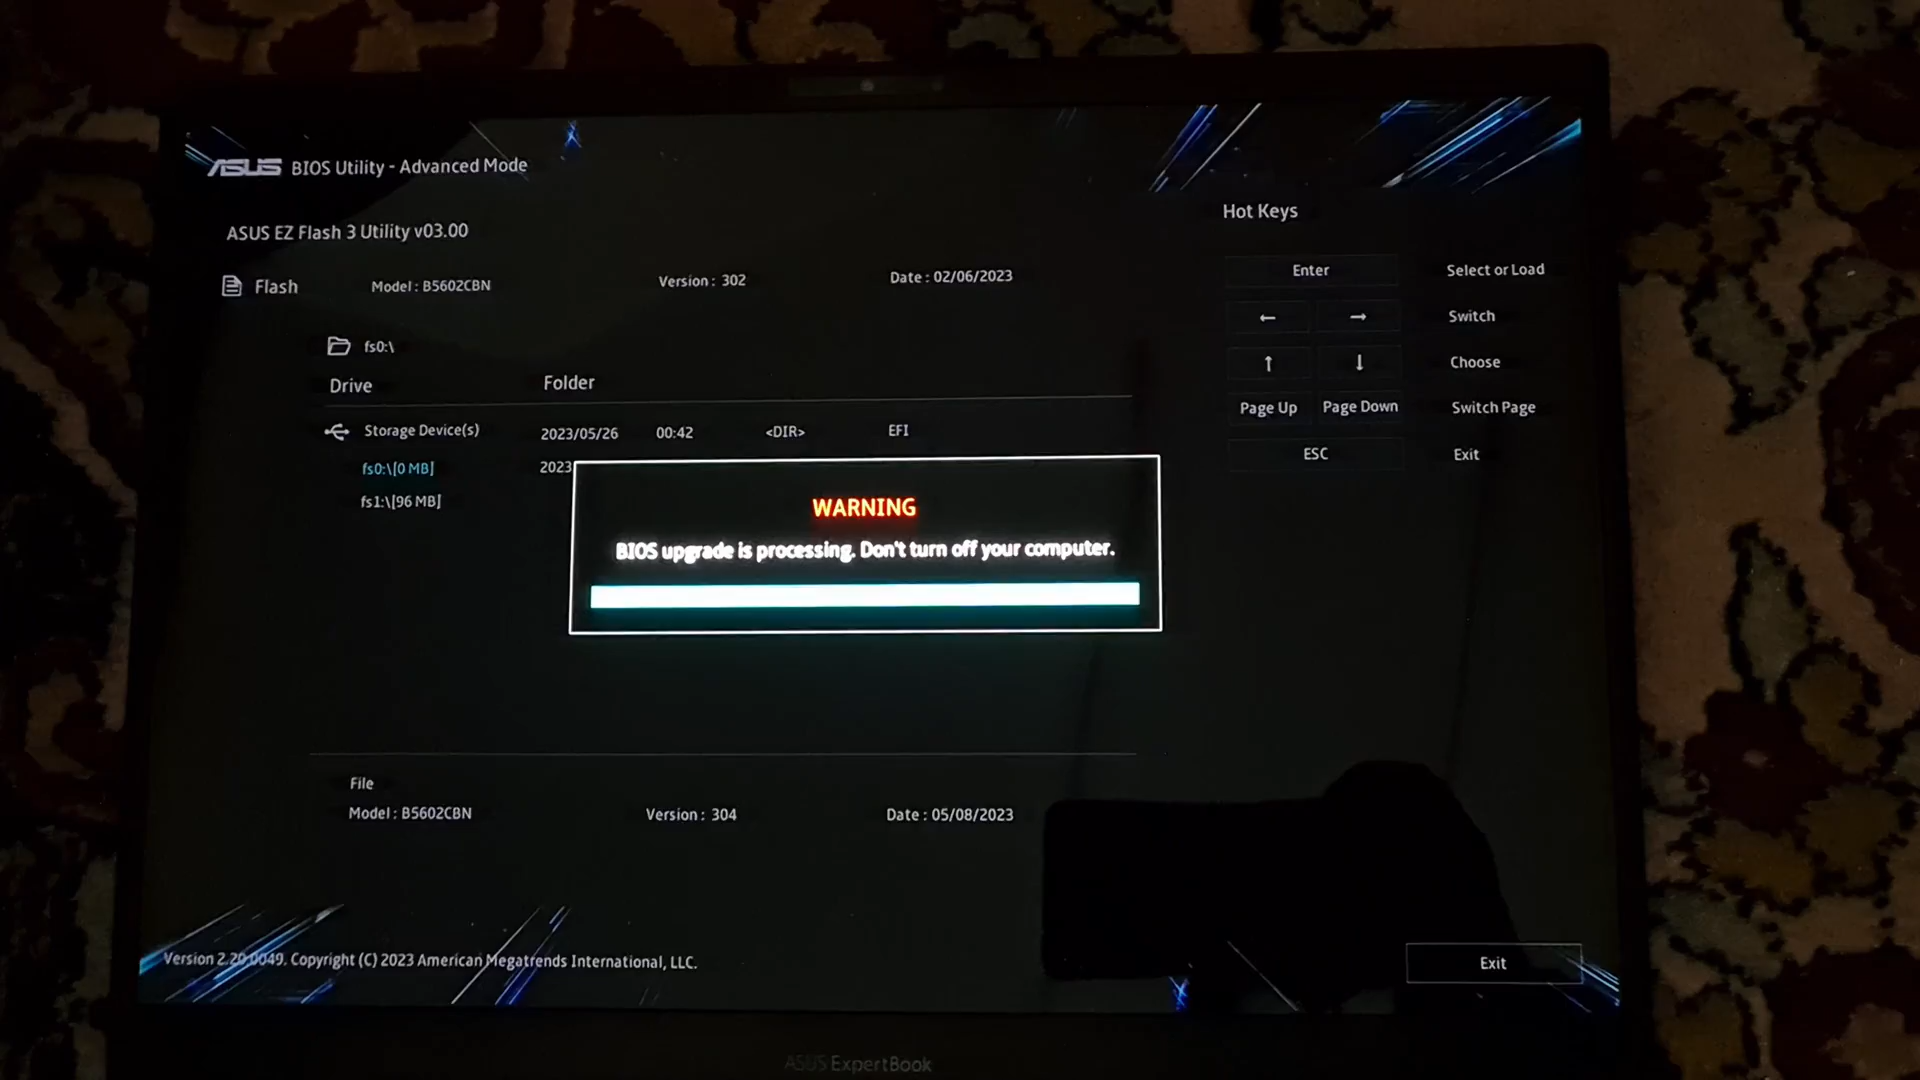 ASUS BIOS Utility - Advanced Mode
ASUS EZ Flash 3 Utility v03.00
Flash Model : B5602CBN Version : 302 Date : 02/06/2023
fs0:\
Drive Folder
Storage Device(s) 2023/05/26 00:42 <DIR> EFI
fs0:\[0 MB] 2023
fs1:\[96 MB]
WARNING
BIOS upgrade is processing. Don't turn off your computer.
File
Model : B5602CBN Version : 304 Date : 05/08/2023
Hot Keys
Enter Select or Load
← → Switch
↑ ↓ Choose
Page Up Page Down Switch Page
ESC Exit
Version 2.20.0049. Copyright (C) 2023 American Megatrends International, LLC.
Exit
ASUS ExpertBook